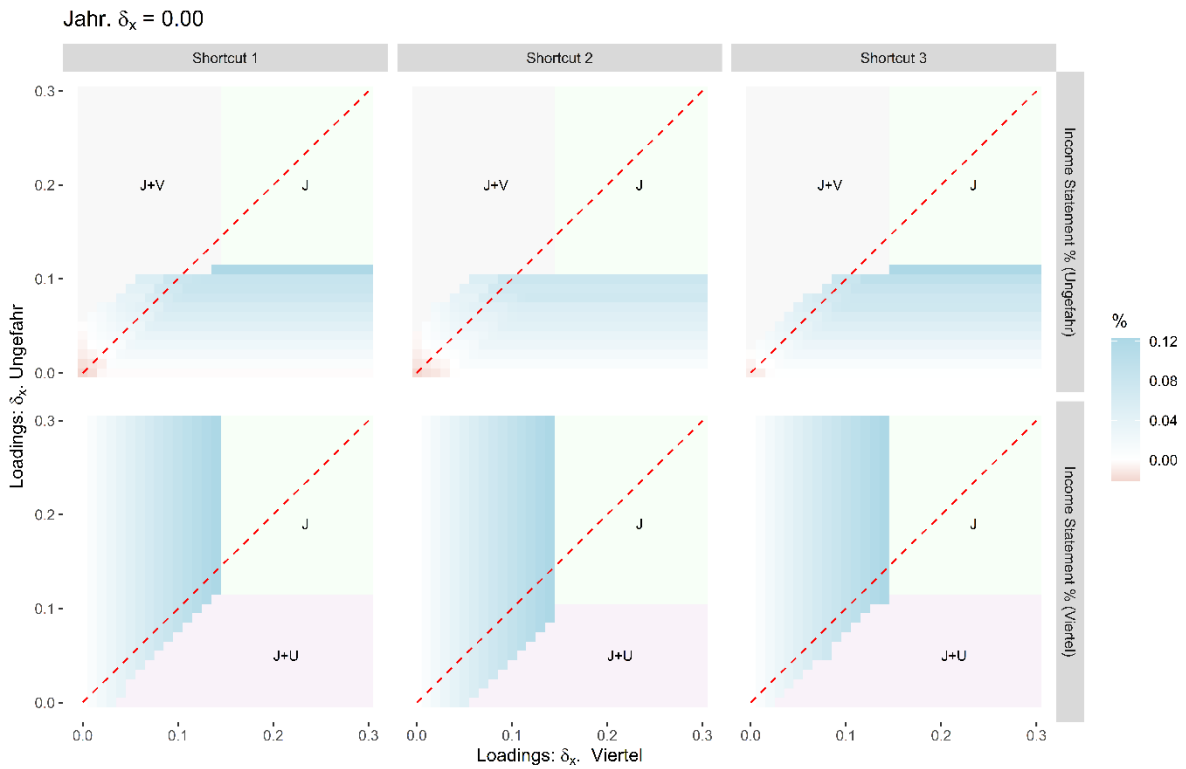 Jahr. δx = 0.00
Shortcut 1
Shortcut 2
Shortcut 3
0.3
0.2
0.1
0.0
J+V
J
J+V
J
J+V
J
Income Statement % (Ungefahr)
Loadings: δx. Ungefahr
0.3
0.2
0.1
0.0
J
J+U
J
J+U
J
J+U
Income Statement % (Viertel)
%
0.12
0.08
0.04
0.00
0.0 0.1 0.2 0.3
0.0 0.1 0.2 0.3
0.0 0.1 0.2 0.3
Loadings: δx. Viertel